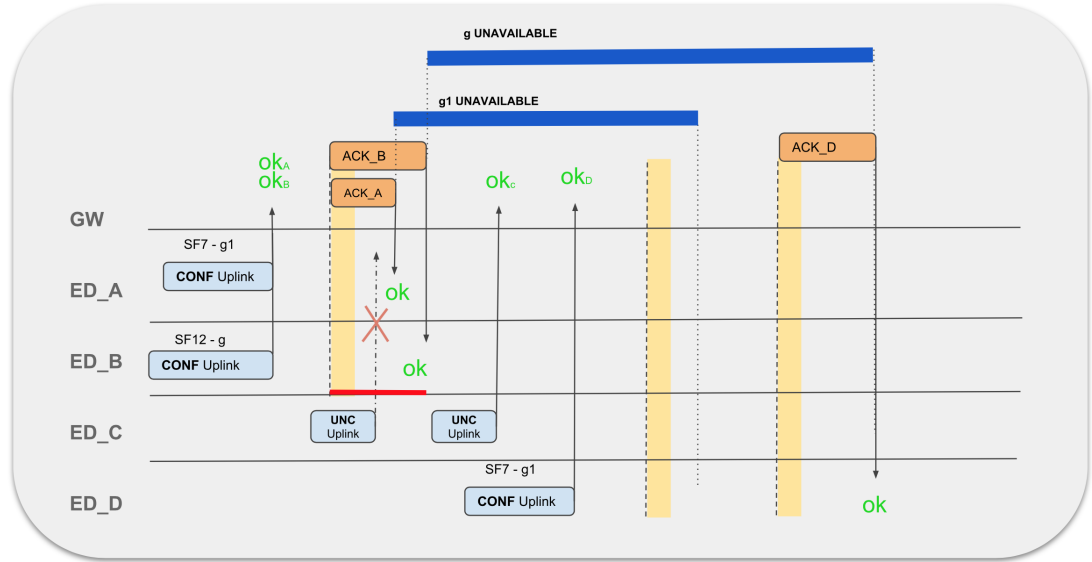 g UNAVAILABLE
g1 UNAVAILABLE
ACK_B
ACK_D
okA
okB
ACK_A
okc
okD
GW
SF7 - g1
CONF Uplink
ED_A
ok
SF12 - g
CONF Uplink
ED_B
ok
UNC
Uplink
UNC
Uplink
ED_C
SF7 - g1
CONF Uplink
ED_D
ok